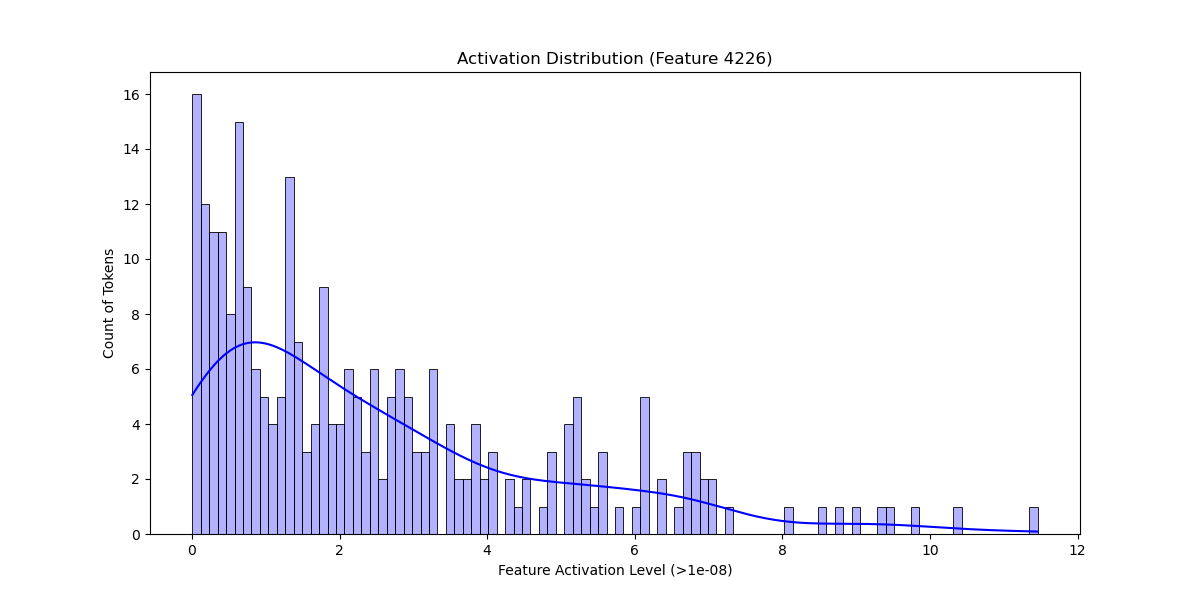 Activation Distribution (Feature 4226)
Count of Tokens
16
14
12
10
8
6
4
2
0
0 2 4 6 8 10 12
Feature Activation Level (>1e-08)